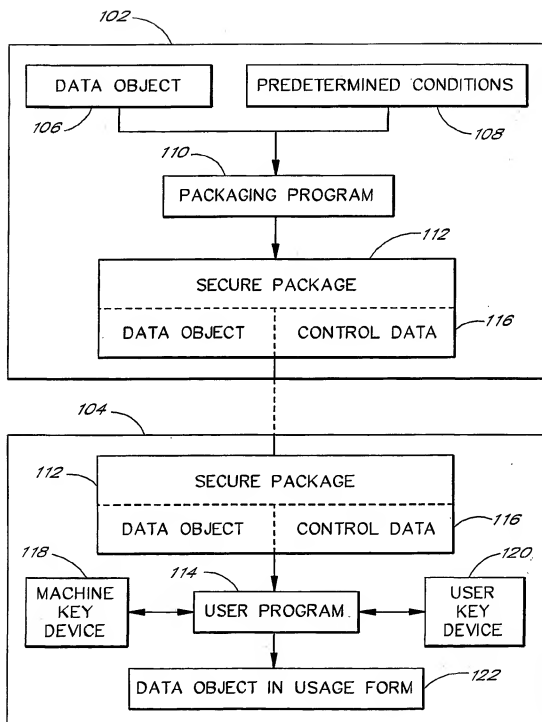 102
DATA OBJECT
PREDETERMINED CONDITIONS
106
108
110
PACKAGING PROGRAM
112
SECURE PACKAGE
DATA OBJECT
CONTROL DATA
116
104
112
SECURE PACKAGE
DATA OBJECT
CONTROL DATA
116
118
114
120
MACHINE
KEY
DEVICE
USER PROGRAM
USER
KEY
DEVICE
122
DATA OBJECT IN USAGE FORM